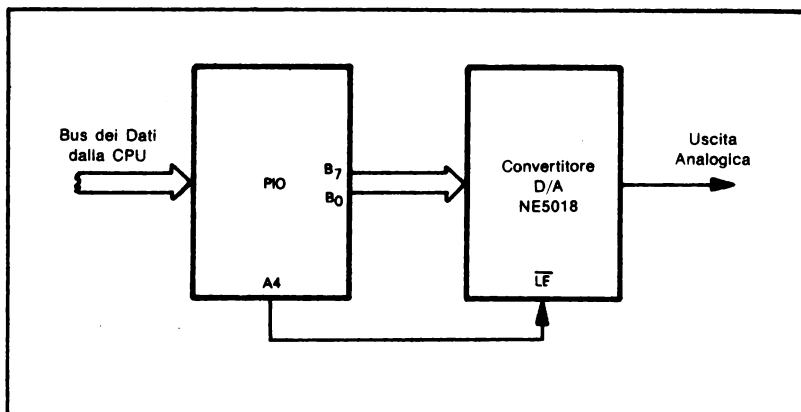 Bus dei Dati
dalla CPU
PIO
B7
B0
A4
Convertitore
D/A
NE5018
LE
Uscita
Analogica